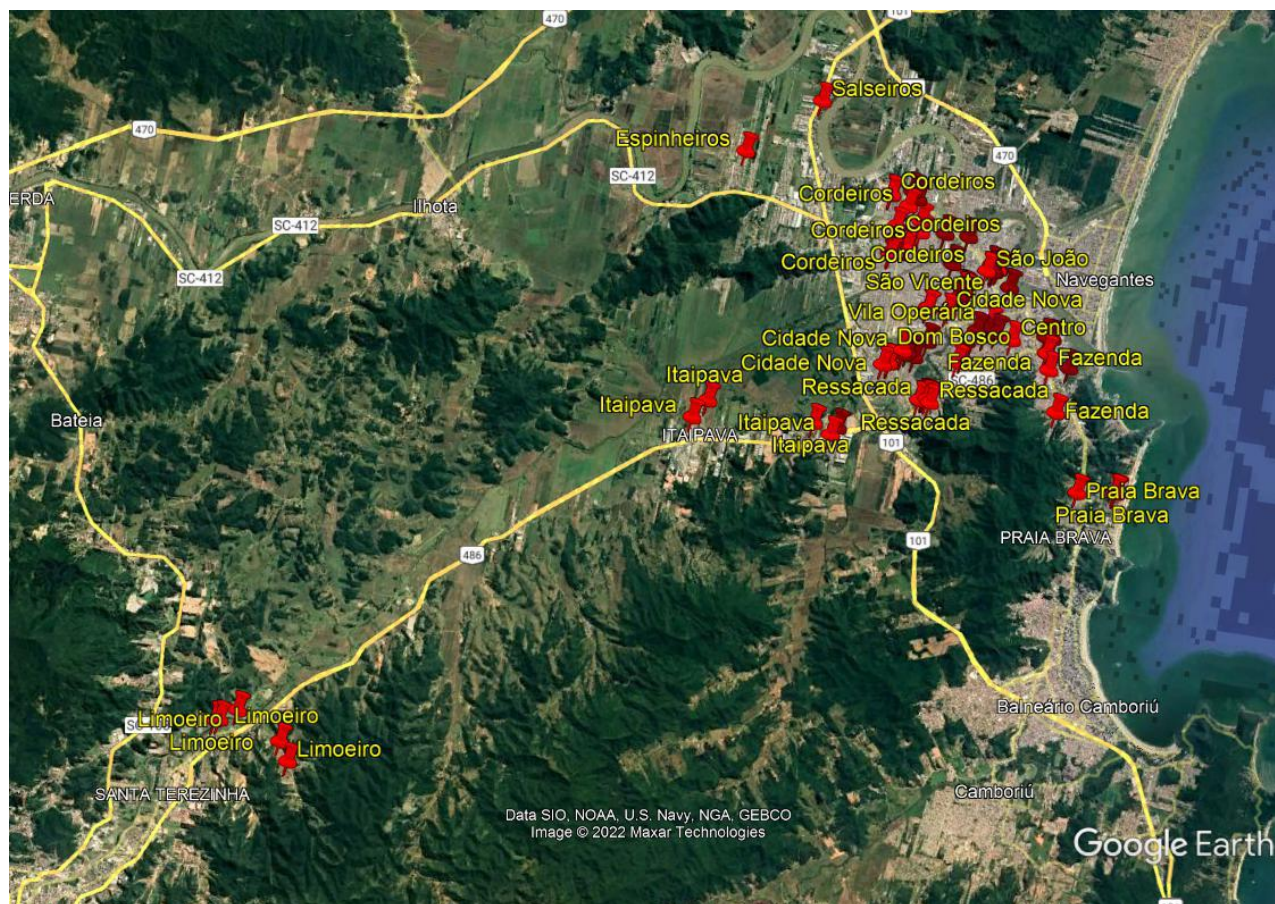 101
470
Salseiros
470
Espinheiros
470
SC-412
Cordeiros
Cordeiros
ERDA
Ilhota
SC-412
Cordeiros
Cordeiros
SC-412
Cordeiros
Cordeiros
São João
São Vicente
Navegantes
Cidade Nova
Vila Operária
Centro
Cidade Nova
Dom Bosco
Cidade Nova
Fazenda
Fazenda
SC-486
Itaipava
Ressacada
Ressacada
Itaipava
Fazenda
Bateia
Itaipava
Ressacada
ITAIPAVA
Itaipava
101
Praia Brava
Praia Brava
PRAIA BRAVA
101
486
Balneário Camboriú
Limoeiro
Limoeiro
Limoeiro
Limoeiro
SANTA TEREZINHA
Camboriú
Data SIO, NOAA, U.S. Navy, NGA, GEBCO
Image © 2022 Maxar Technologies
Google Earth